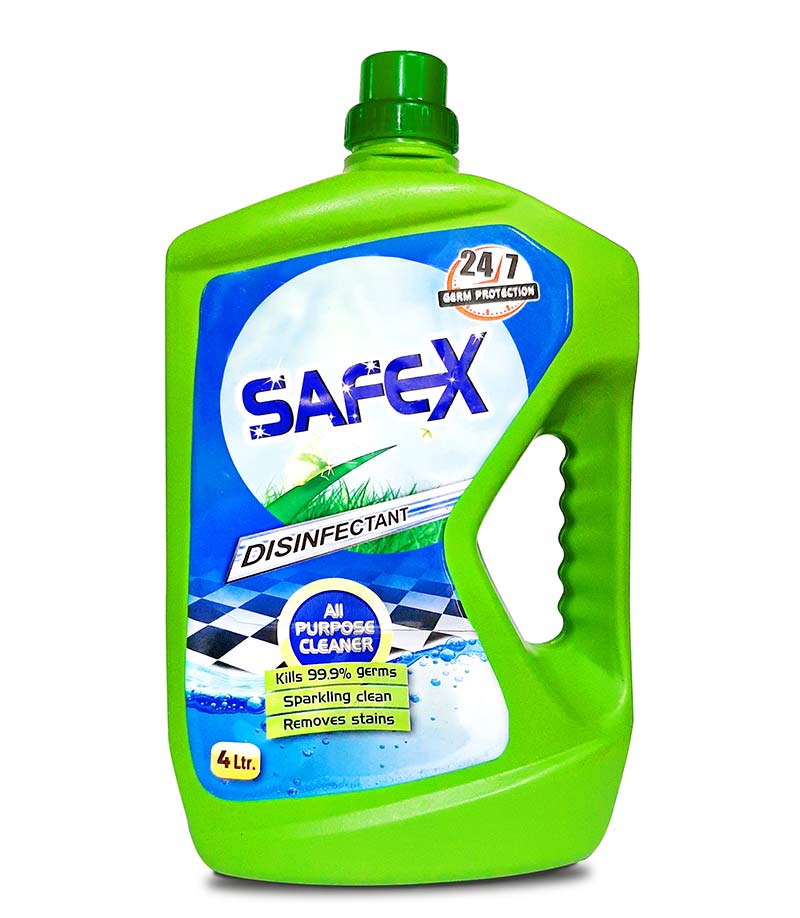 24/7
GERM PROTECTION
SAFEX
DISINFECTANT
All
PURPOSE
CLEANER
Kills 99.9% germs
Sparkling clean
Removes stains
4 Ltr.